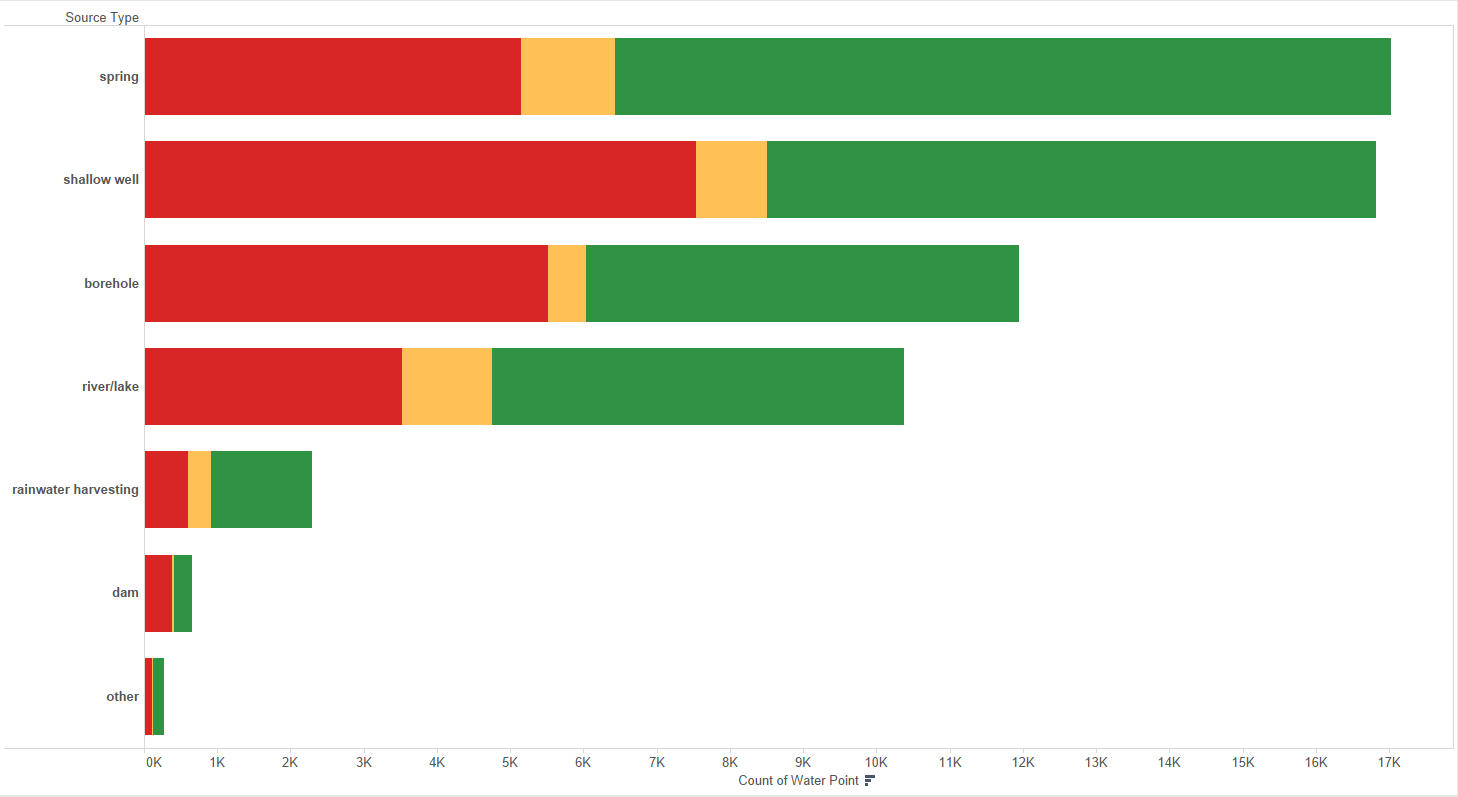 Source Type
spring
shallow well
borehole
river/lake
rainwater harvesting
dam
other
0K 1K 2K 3K 4K 5K 6K 7K 8K 9K 10K 11K 12K 13K 14K 15K 16K 17K
Count of Water Point